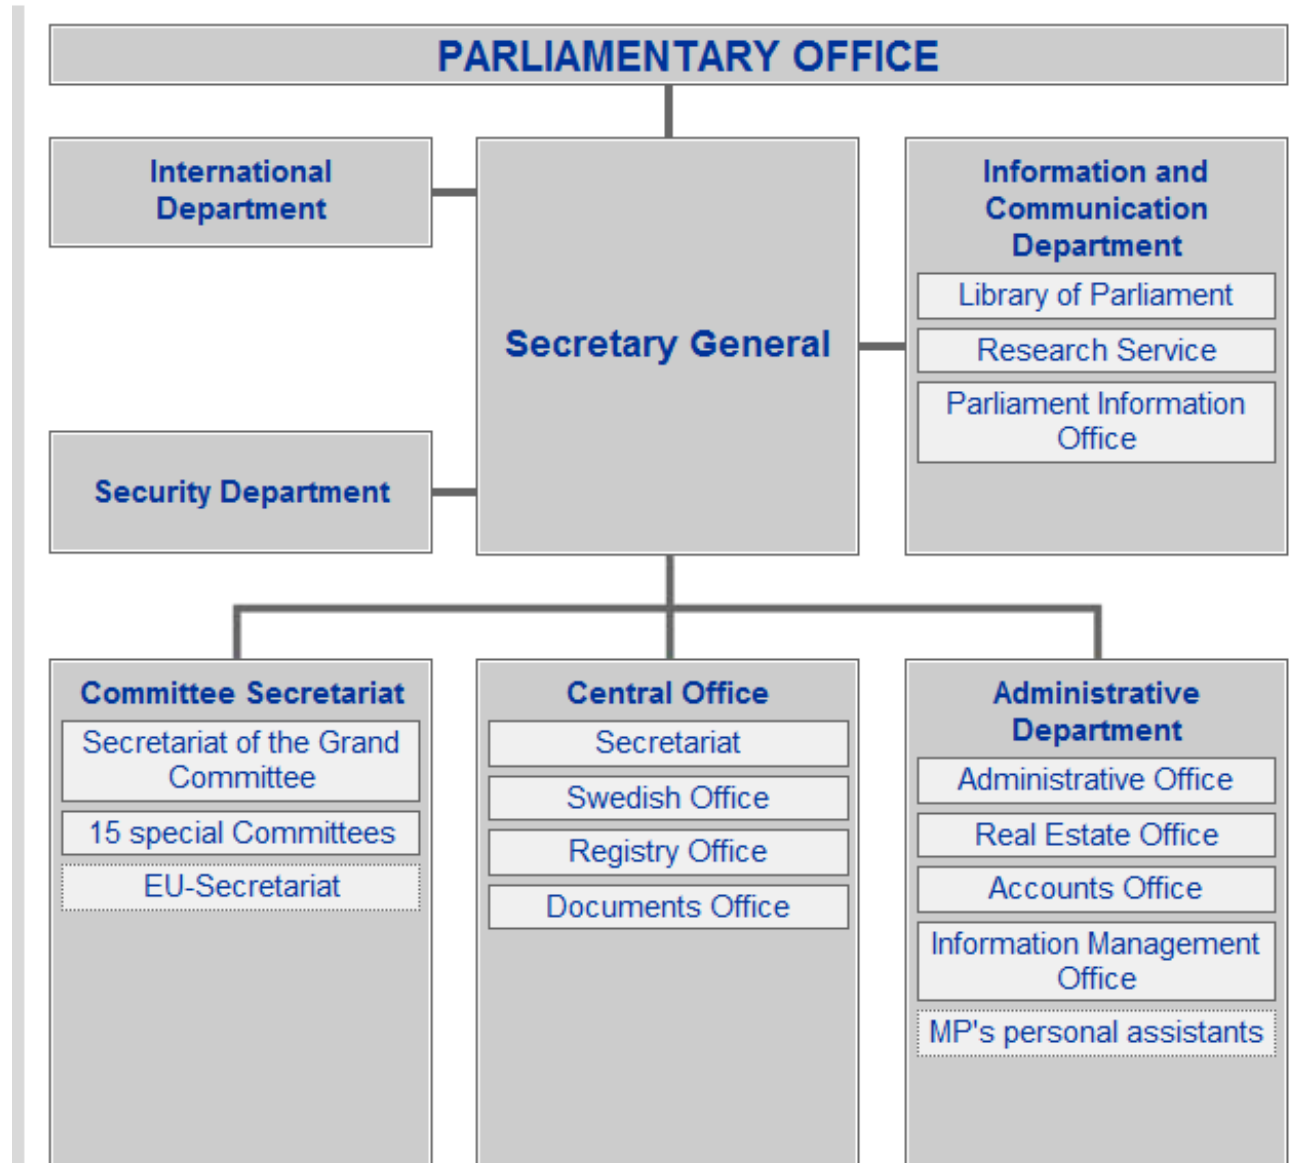 PARLIAMENTARY OFFICE
International
Department
Secretary General
Information and
Communication
Department
Library of Parliament
Research Service
Parliament Information
Office
Security Department
Committee Secretariat
Secretariat of the Grand
Committee
15 special Committees
EU-Secretariat
Central Office
Secretariat
Swedish Office
Registry Office
Documents Office
Administrative
Department
Administrative Office
Real Estate Office
Accounts Office
Information Management
Office
MP's personal assistants